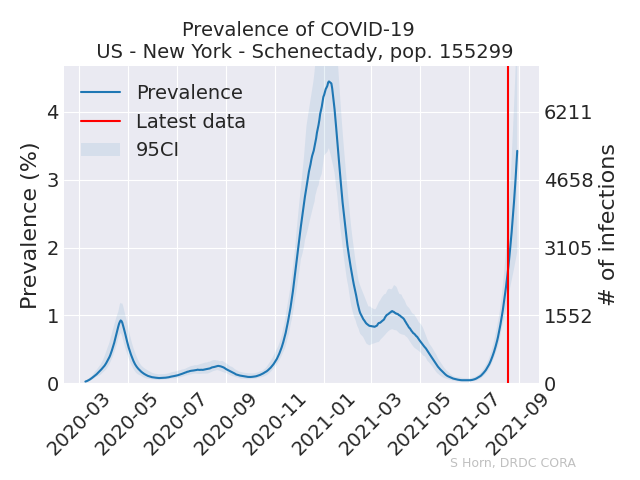 Prevalence of COVID-19
US - New York - Schenectady, pop. 155299
Prevalence
Latest data
95CI
Prevalence (%)
4
3
2
1
0
6211
4658
3105
1552
0
# of infections
2020-03
2020-05
2020-07
2020-09
2020-11
2021-01
2021-03
2021-05
2021-07
2021-09
S Horn, DRDC CORA